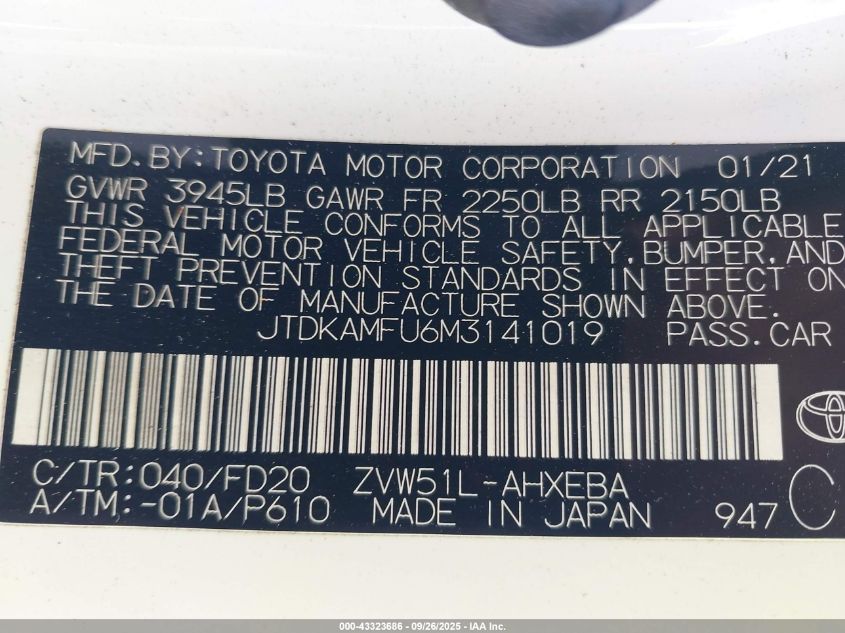 MFD.BY:TOYOTA MOTOR CORPORATION 01/21
GVWR 3945LB GAWR FR 2250LB RR 2150LB
THIS VEHICLE CONFORMS TO ALL APPLICABLE
FEDERAL MOTOR VEHICLE SAFETY,BUMPER,AND
THEFT PREVENTION STANDARDS IN EFFECT ON
THE DATE OF MANUFACTURE SHOWN ABOVE.
JTDKAMFU6M3141019 PASS.CAR
C/TR:040/FD20 ZVW51L-AHXEBA
A/TM:-01A/P610 MADE IN JAPAN 947 C
000-43323686 - 09/26/2025 - IAA Inc.